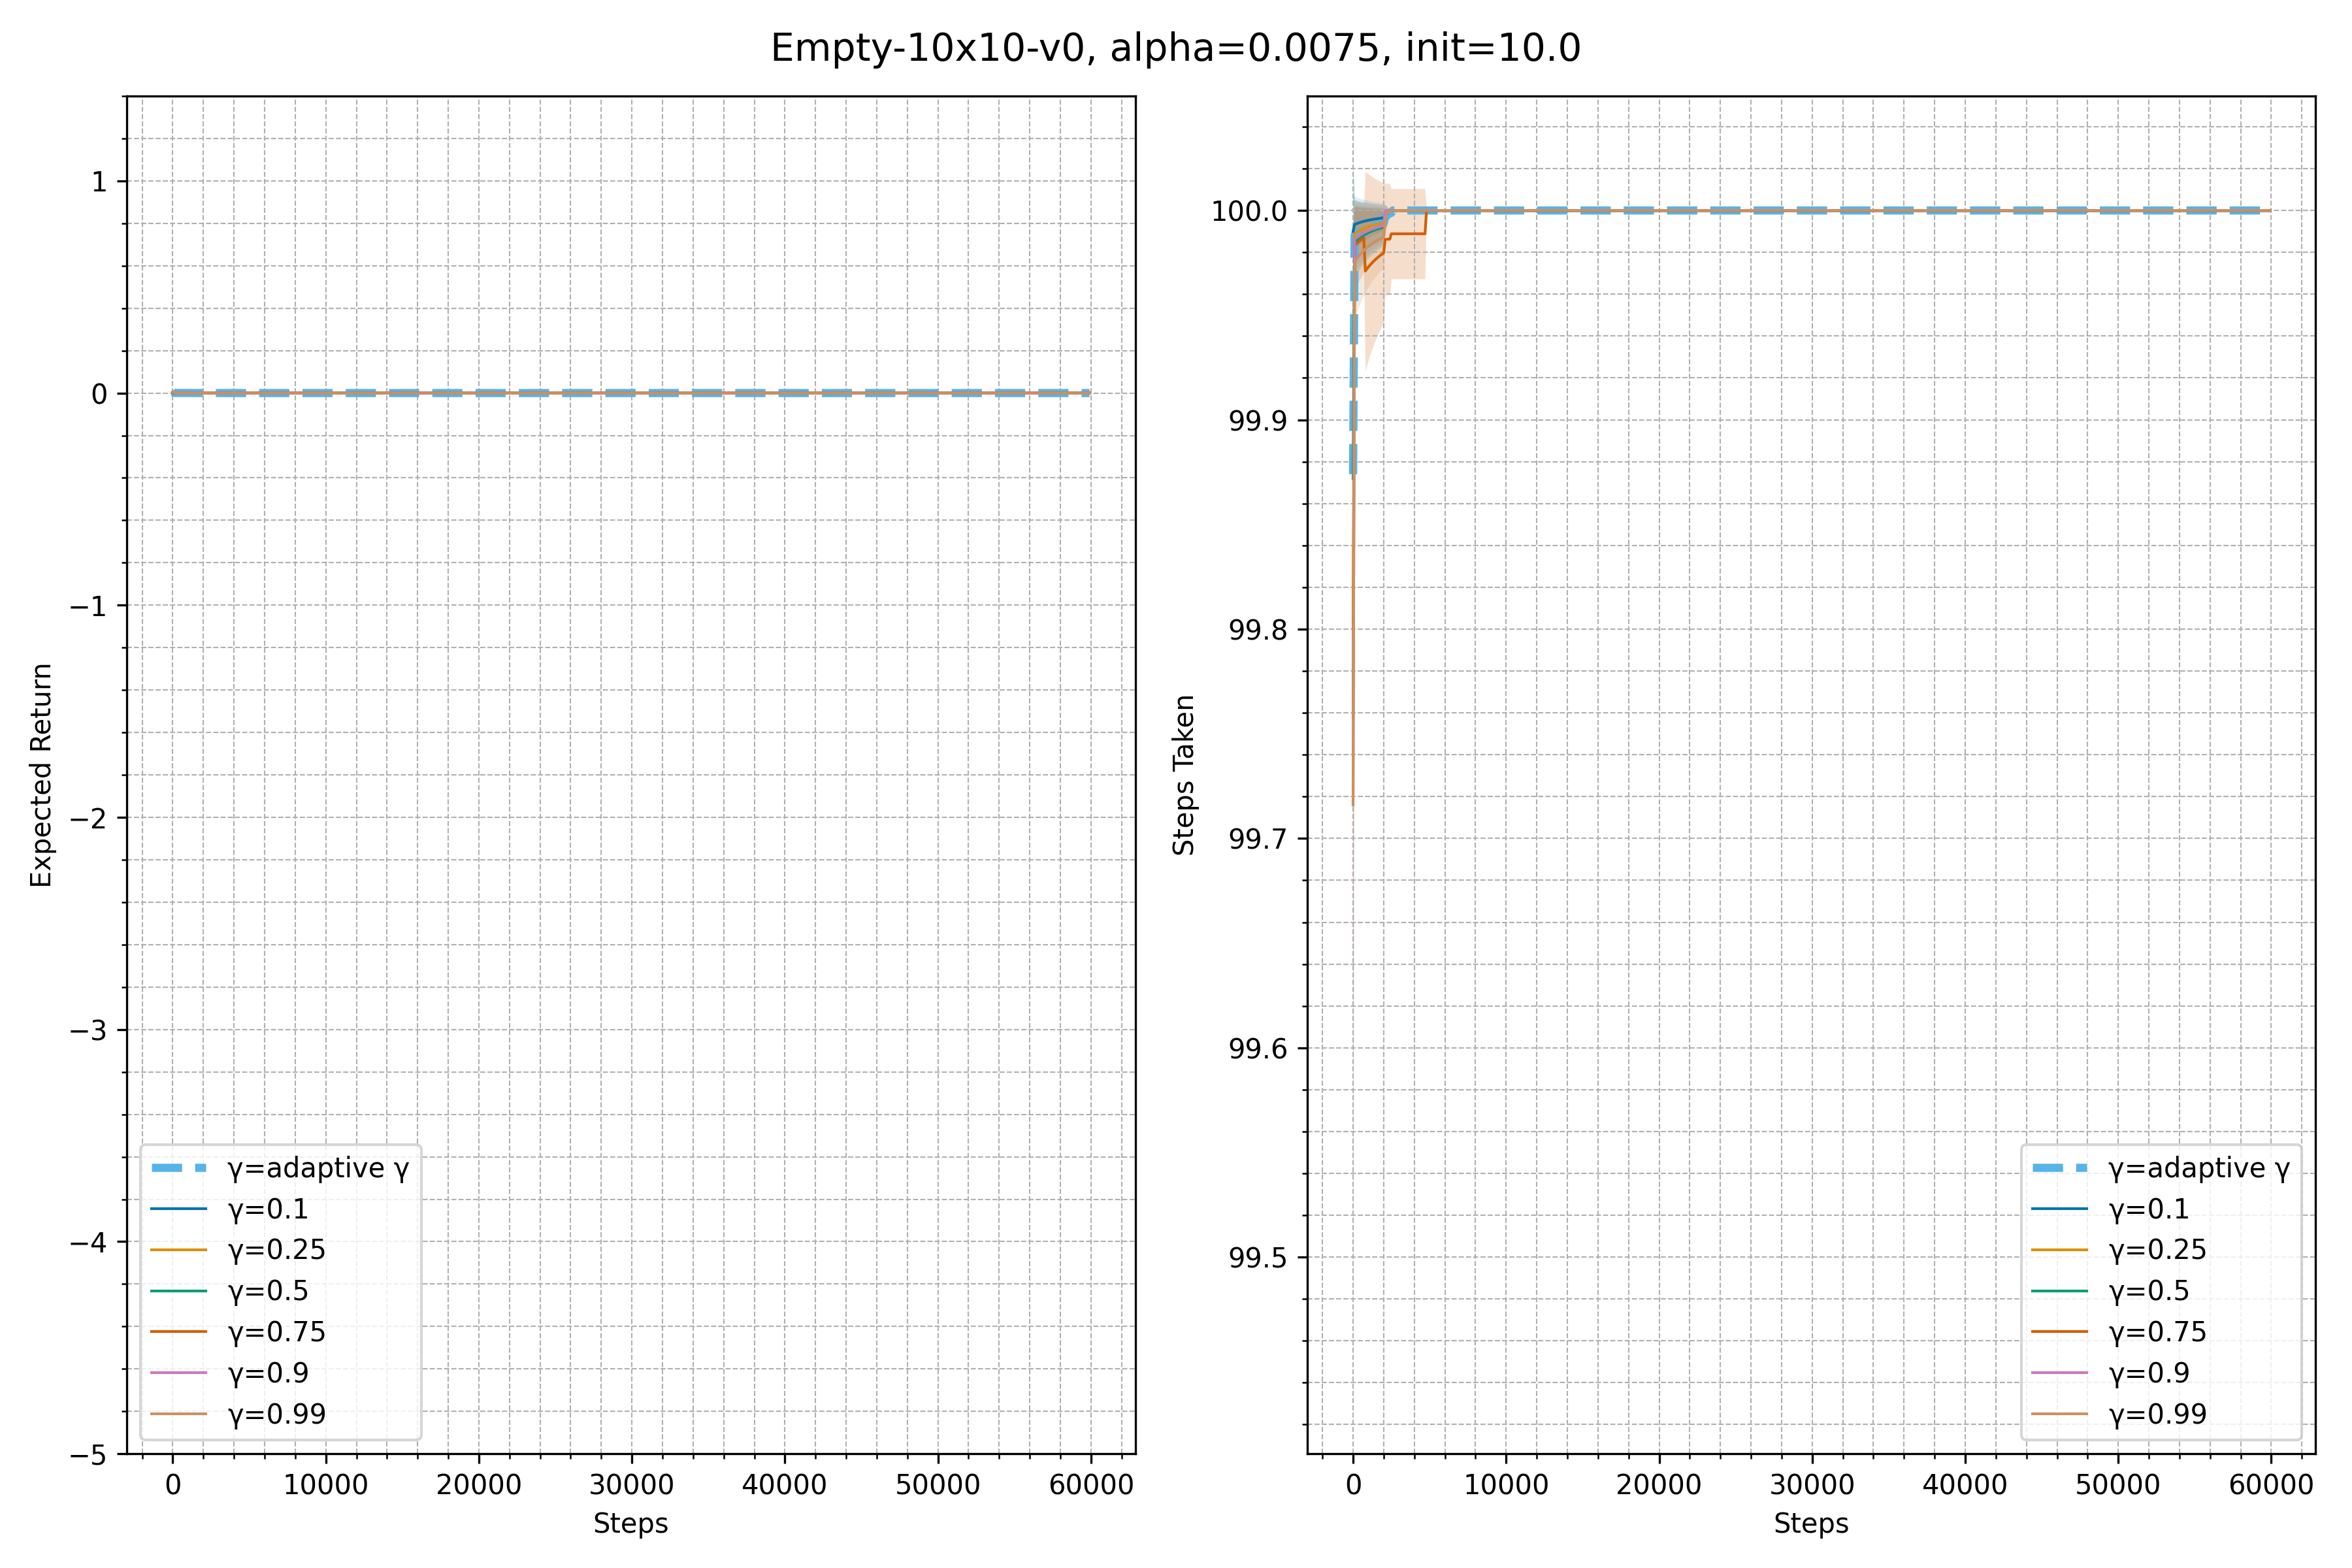 Empty-10x10-v0, alpha=0.0075, init=10.0
Expected Return
1
0
−1
−2
−3
−4
−5
0
10000
20000
30000
40000
50000
60000
Steps
γ=adaptive γ
γ=0.1
γ=0.25
γ=0.5
γ=0.75
γ=0.9
γ=0.99
Steps Taken
100.0
99.9
99.8
99.7
99.6
99.5
0
10000
20000
30000
40000
50000
60000
Steps
γ=adaptive γ
γ=0.1
γ=0.25
γ=0.5
γ=0.75
γ=0.9
γ=0.99